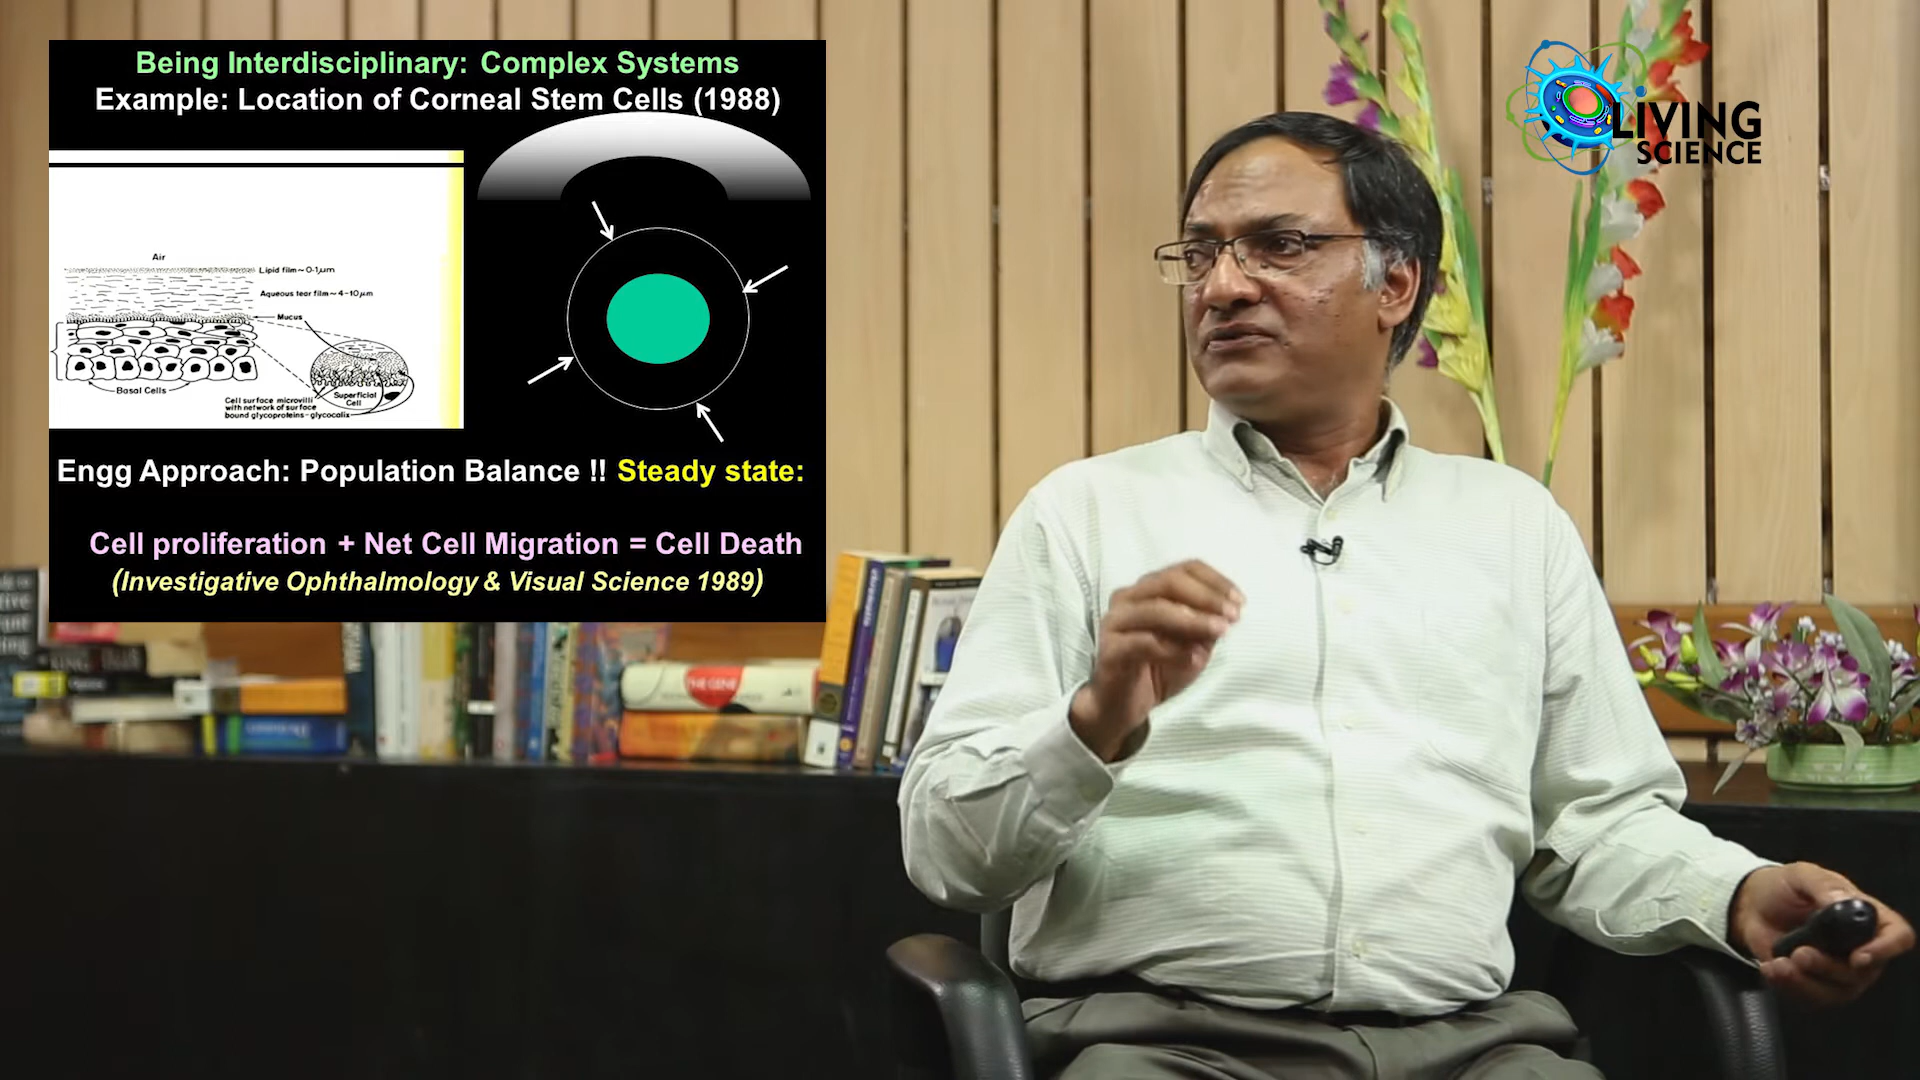 Being Interdisciplinary: Complex Systems
Example: Location of Corneal Stem Cells (1988)
Air
Lipid film~0·1μm
Aqueous tear film~4-10μm
Mucus
Basal Cells
Cell surface microvilli
with network of surface
bound glycoproteins-glycocalix
Superficial
Cell
Engg Approach: Population Balance !! Steady state:
Cell proliferation + Net Cell Migration = Cell Death
(Investigative Ophthalmology & Visual Science 1989)
LIVING
SCIENCE
THE GENE